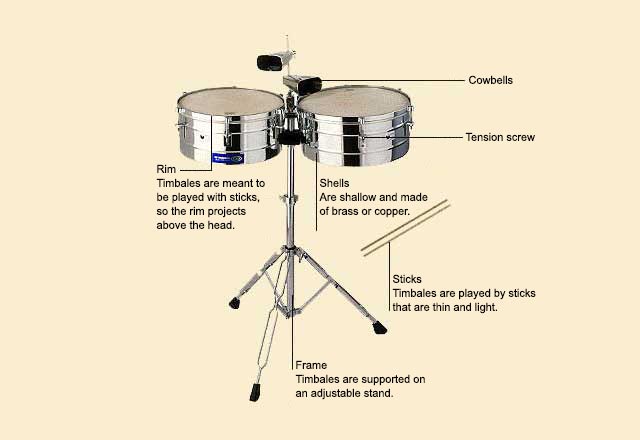 Cowbells
Tension screw
Rim
Timbales are meant to
be played with sticks,
so the rim projects
above the head.
Shells
Are shallow and made
of brass or copper.
Sticks
Timbales are played by sticks
that are thin and light.
Frame
Timbales are supported on
an adjustable stand.